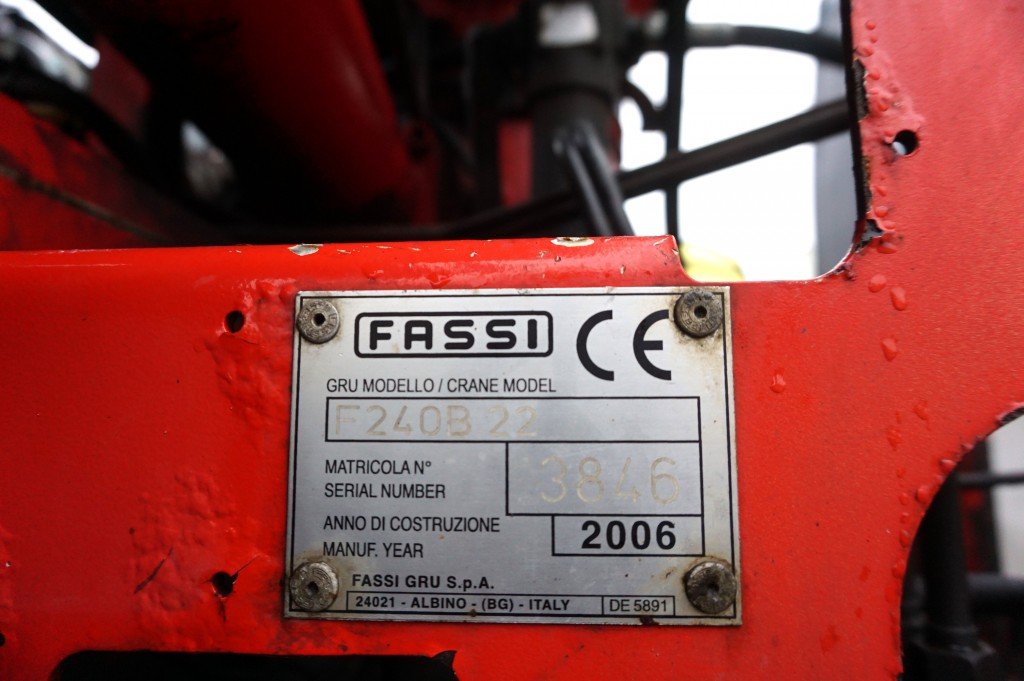 FASSI CE
GRU MODELLO / CRANE MODEL
F240B 22
MATRICOLA N°
SERIAL NUMBER
3846
ANNO DI COSTRUZIONE
MANUF. YEAR
2006
FASSI GRU S.p.A.
24021 - ALBINO - (BG) - ITALY DE 5891